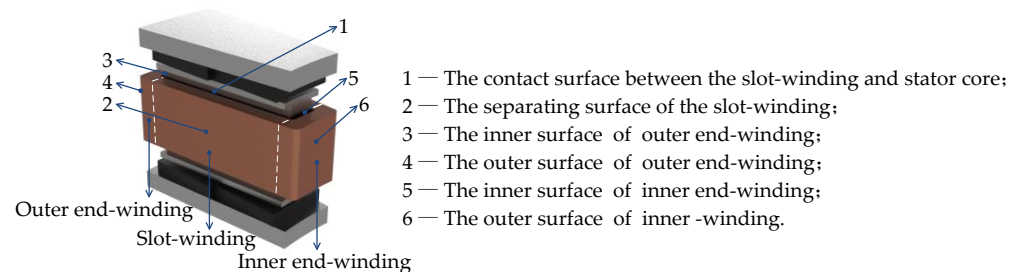 1
3
4
2
5
6
Outer end-winding
Slot-winding
Inner end-winding
1 — The contact surface between the slot-winding and stator core;
2 — The separating surface of the slot-winding;
3 — The inner surface of outer end-winding;
4 — The outer surface of outer end-winding;
5 — The inner surface of inner end-winding;
6 — The outer surface of inner -winding.